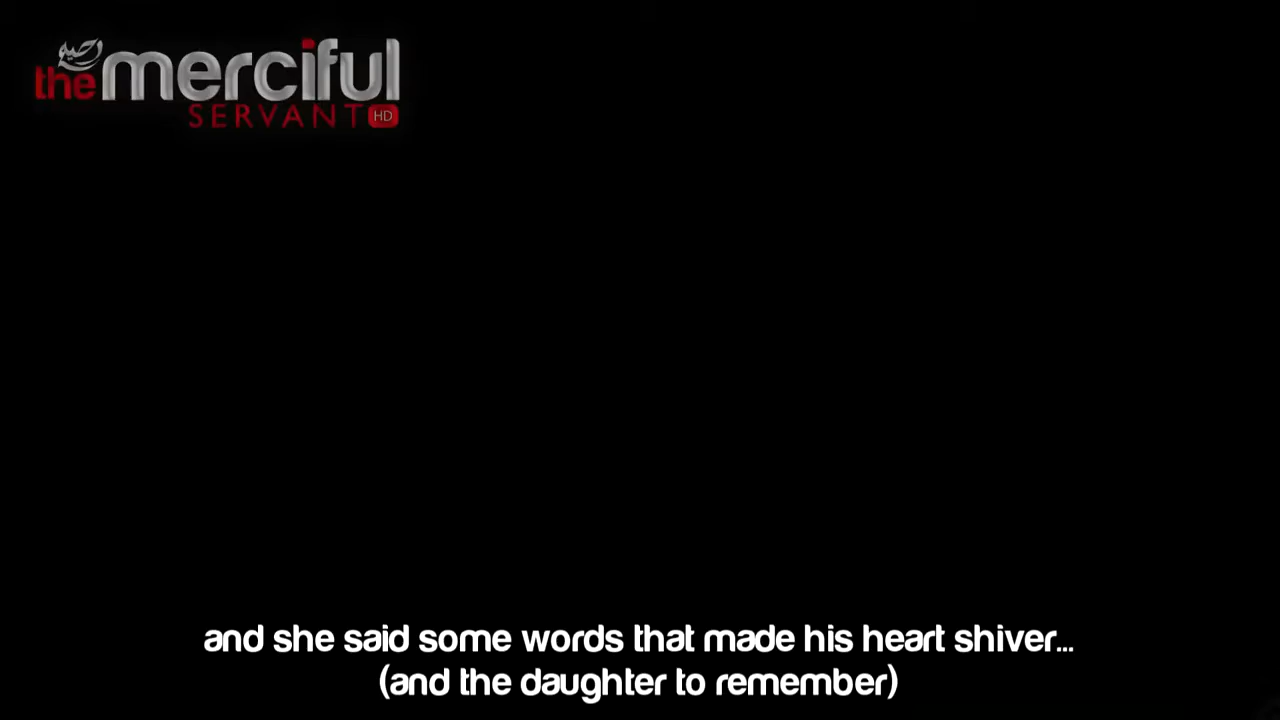 the merciful
SERVANT HD
and she said some words that made his heart shiver...
(and the daughter to remember)